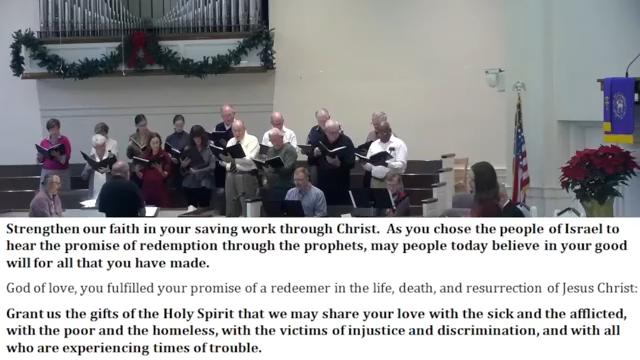 Strengthen our faith in your saving work through Christ. As you chose the people of Israel to
hear the promise of redemption through the prophets, may people today believe in your good
will for all that you have made.
God of love, you fulfilled your promise of a redeemer in the life, death, and resurrection of Jesus Christ:
Grant us the gifts of the Holy Spirit that we may share your love with the sick and the afflicted,
with the poor and the homeless, with the victims of injustice and discrimination, and with all
who are experiencing times of trouble.